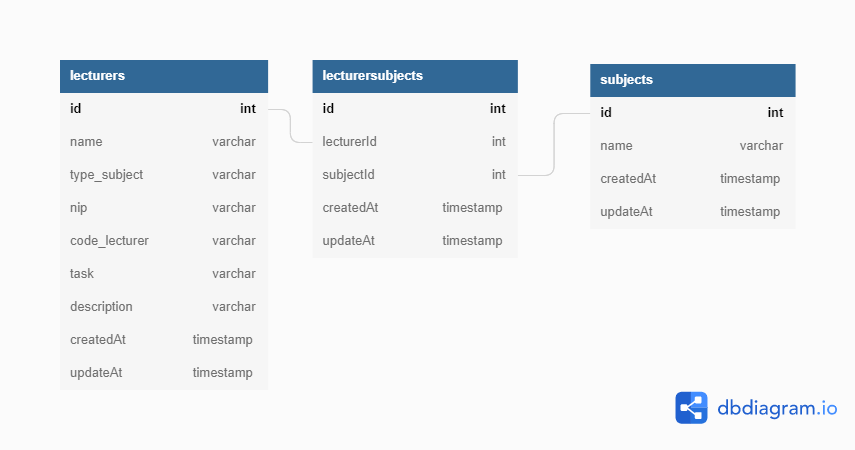 lecturers
id int
name varchar
type_subject varchar
nip varchar
code_lecturer varchar
task varchar
description varchar
createdAt timestamp
updateAt timestamp
lecturersubjects
id int
lecturerId int
subjectId int
createdAt timestamp
updateAt timestamp
subjects
id int
name varchar
createdAt timestamp
updateAt timestamp
dbdiagram.io